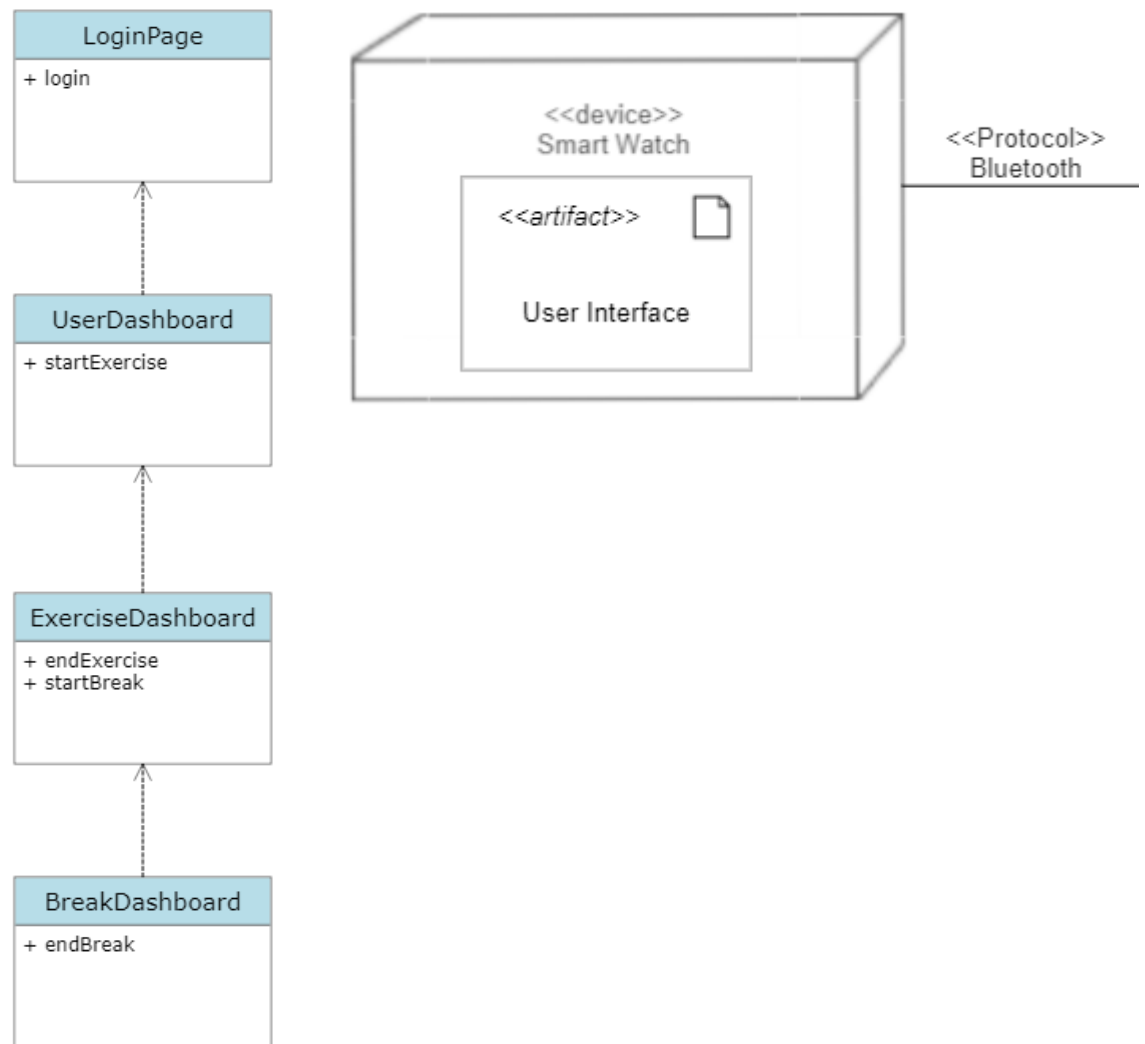 LoginPage
+ login
UserDashboard
+ startExercise
ExerciseDashboard
+ endExercise
+ startBreak
BreakDashboard
+ endBreak
<<device>>
Smart Watch
<<artifact>>
User Interface
<<Protocol>>
Bluetooth